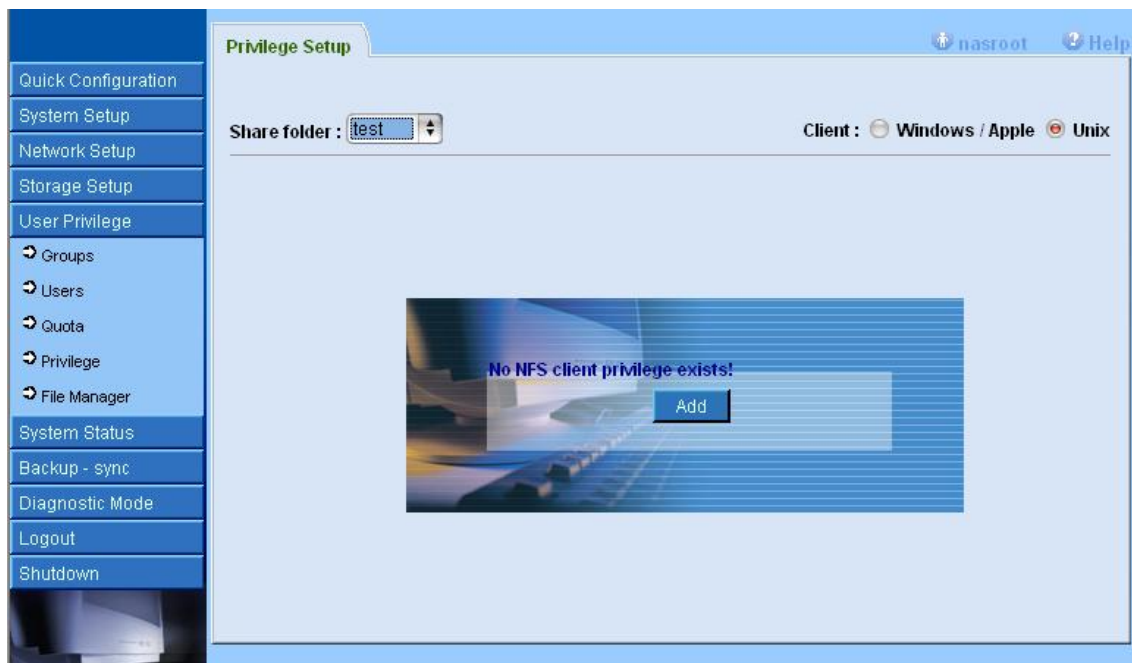 Privilege Setup
nasroot
Help
Quick Configuration
System Setup
Network Setup
Storage Setup
User Privilege
Groups
Users
Quota
Privilege
File Manager
System Status
Backup - sync
Diagnostic Mode
Logout
Shutdown
Share folder : test
Client : Windows / Apple Unix
No NFS client privilege exists!
Add